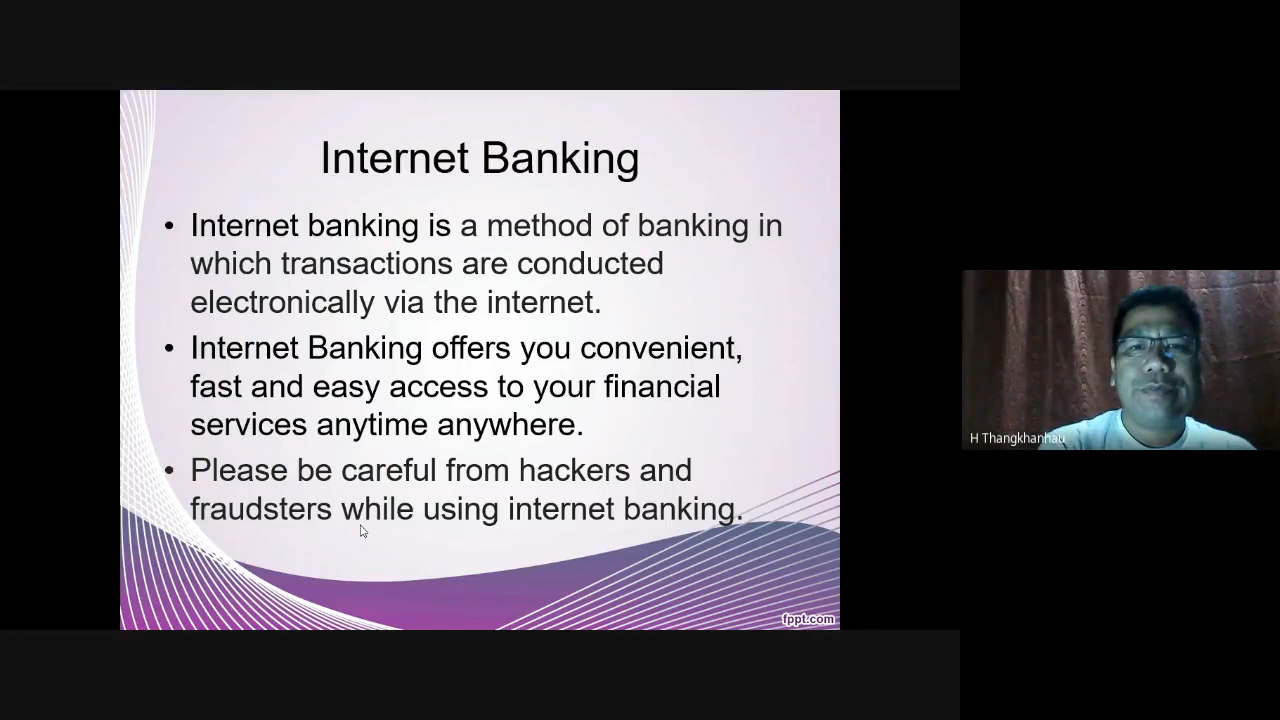 Internet Banking
• Internet banking is a method of banking in
which transactions are conducted
electronically via the internet.
• Internet Banking offers you convenient,
fast and easy access to your financial
services anytime anywhere.
• Please be careful from hackers and
fraudsters while using internet banking.
fppt.com
H Thangkhanhau